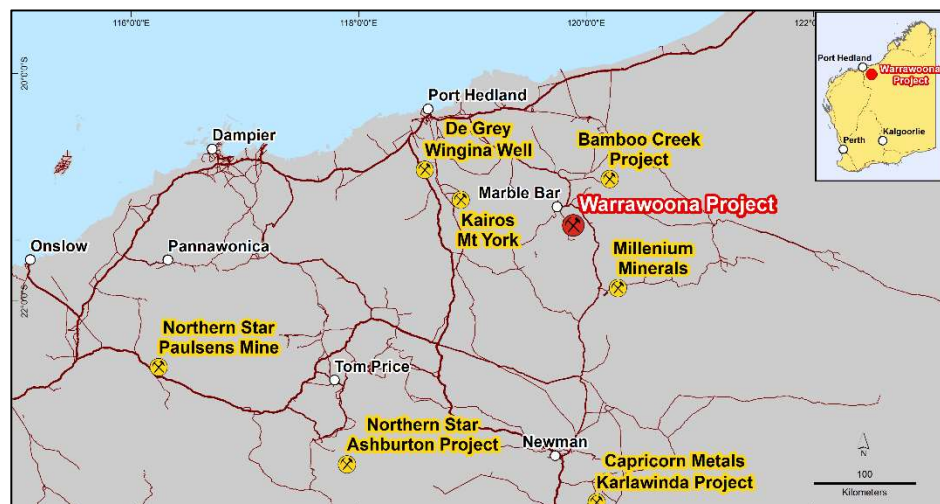 116°0'0"E
118°0'0"E
120°0'0"E
122°0'
20°0'0"S
22°0'0"S
Port Hedland
Warrawoona
Project
Perth
Kalgoorlie
Port Hedland
De Grey
Wingina Well
Dampier
Bamboo Creek
Project
Marble Bar
Warrawoona Project
Kairos
Mt York
Onslow
Pannawonica
Millenium
Minerals
Northern Star
Paulsens Mine
Tom Price
Northern Star
Ashburton Project
Newman
Capricorn Metals
Karlawinda Project
N
100
Kilometers